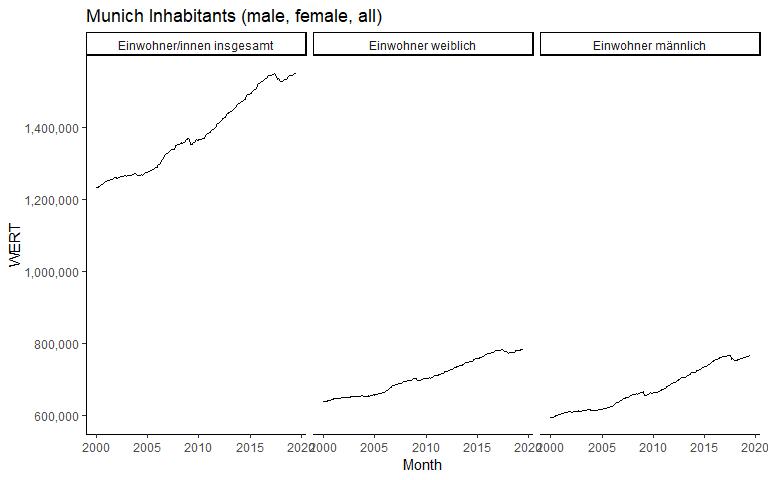 Munich Inhabitants (male, female, all)
Einwohner/innen insgesamt
Einwohner weiblich
Einwohner männlich
1,400,000
1,200,000
1,000,000
800,000
600,000
WERT
2000 2005 2010 2015 2020
2000 2005 2010 2015 2020
2000 2005 2010 2015 2020
Month